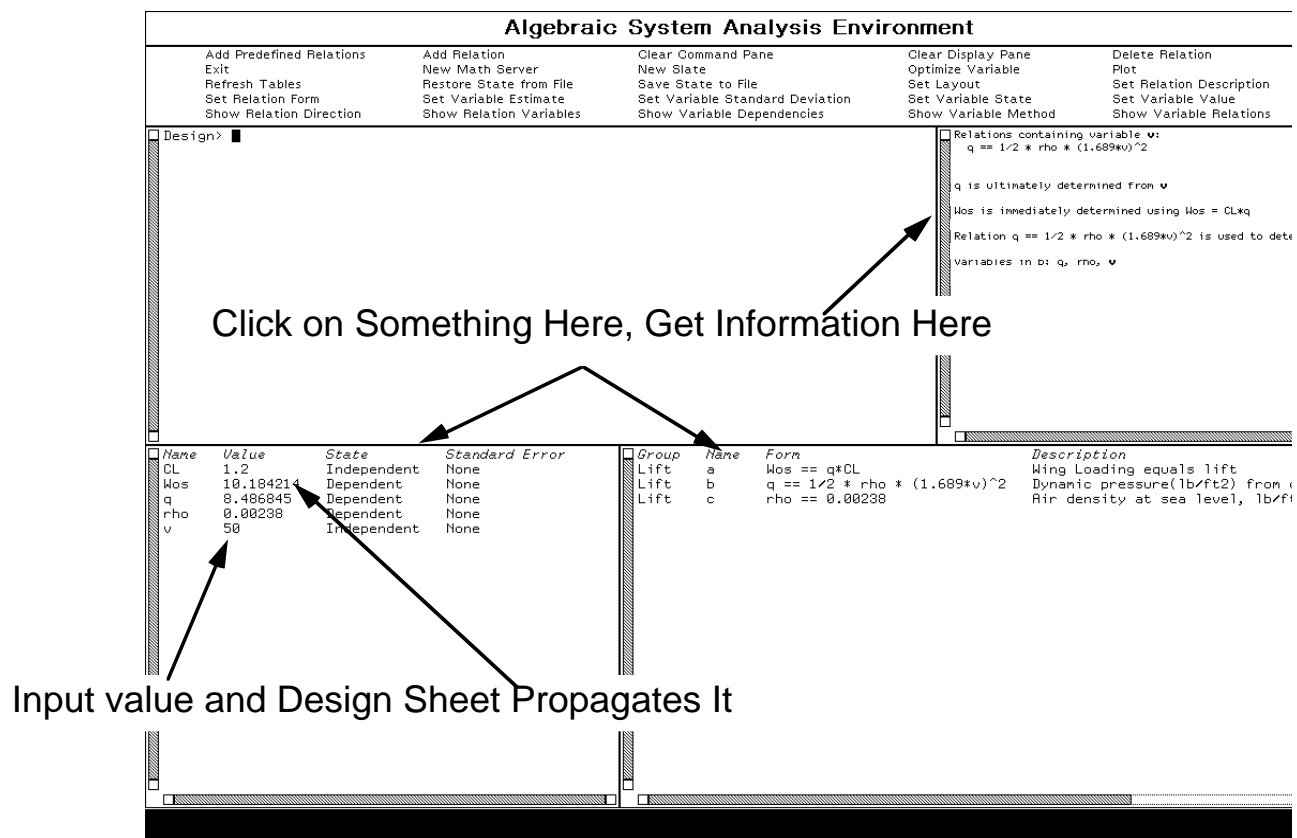 Algebraic System Analysis Environment
Add Predefined Relations Add Relation Clear Command Pane Clear Display Pane Delete Relation
Exit New Math Server New Slate Optimize Variable Plot
Refresh Tables Restore State from File Save State to File Set Layout Set Relation Description
Set Relation Form Set Variable Estimate Set Variable Standard Deviation Set Variable State Set Variable Value
Show Relation Direction Show Relation Variables Show Variable Dependencies Show Variable Method Show Variable Relations
Design>
Relations containing variable v:
q == 1/2 * rho * (1.689*v)^2
q is ultimately determined from v
Wos is immediately determined using Wos = CL*q
Relation q == 1/2 * rho * (1.689*v)^2 is used to dete
Variables in b: q, rho, v
Click on Something Here, Get Information Here
Name Value State Standard Error
CL 1.2 Independent None
Wos 10.184214 Dependent None
q 8.486845 Dependent None
rho 0.00238 Dependent None
v 50 Independent None
Group Name Form Description
Lift a Wos == q*CL Wing Loading equals lift
Lift b q == 1/2 * rho * (1.689*v)^2 Dynamic pressure(lb/ft2) from
Lift c rho == 0.00238 Air density at sea level, lb/ft
Input value and Design Sheet Propagates It